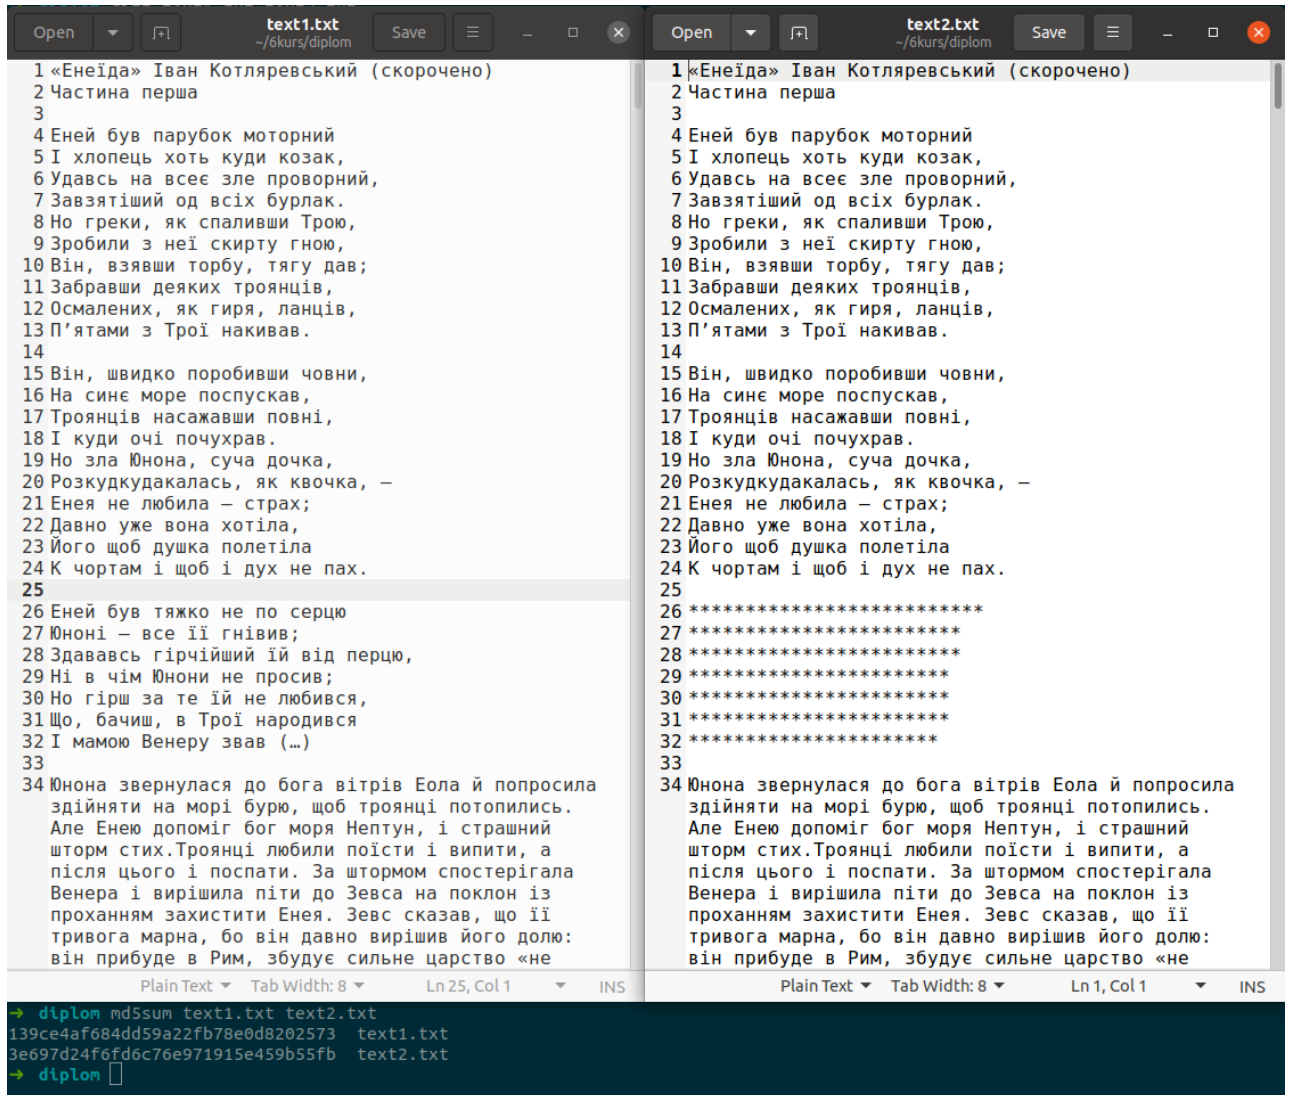 Open
text1.txt
~/6kurs/diplom
Save
1 «Енеїда» Іван Котляревський (скорочено)
2 Частина перша
3
4 Еней був парубок моторний
5 І хлопець хоть куди козак,
6 Удавсь на всеє зле проворний,
7 Завзятіший од всіх бурлак.
8 Но греки, як спаливши Трою,
9 Зробили з неї скирту гною,
10 Він, взявши торбу, тягу дав;
11 Забравши деяких троянців,
12 Осмалених, як гиря, ланців,
13 П’ятами з Трої накивав.
14
15 Він, швидко поробивши човни,
16 На синє море поспускав,
17 Троянців насажавши повні,
18 І куди очі почухрав.
19 Но зла Юнона, суча дочка,
20 Розкудкудакалась, як квочка, –
21 Енея не любила – страх;
22 Давно уже вона хотіла,
23 Його щоб душка полетіла
24 К чортам і щоб і дух не пах.
25
26 Еней був тяжко не по серцю
27 Юноні – все її гнівив;
28 Здававсь гірчійший їй від перцю,
29 Ні в чім Юнони не просив;
30 Но гірш за те їй не любився,
31 Що, бачиш, в Трої народився
32 І мамою Венеру звав (…)
33
34 Юнона звернулася до бога вітрів Еола й попросила
здійняти на морі бурю, щоб троянці потопились.
Але Енею допоміг бог моря Нептун, і страшний
шторм стих.Троянці любили поїсти і випити, а
після цього і поспати. За штормом спостерігала
Венера і вирішила піти до Зевса на поклон із
проханням захистити Енея. Зевс сказав, що її
тривога марна, бо він давно вирішив його долю:
він прибуде в Рим, збудує сильне царство «не
Plain Text Tab Width: 8 Ln 25, Col 1 INS
Open
text2.txt
~/6kurs/diplom
Save
1 «Енеїда» Іван Котляревський (скорочено)
2 Частина перша
3
4 Еней був парубок моторний
5 І хлопець хоть куди козак,
6 Удавсь на всеє зле проворний,
7 Завзятіший од всіх бурлак.
8 Но греки, як спаливши Трою,
9 Зробили з неї скирту гною,
10 Він, взявши торбу, тягу дав;
11 Забравши деяких троянців,
12 Осмалених, як гиря, ланців,
13 П’ятами з Трої накивав.
14
15 Він, швидко поробивши човни,
16 На синє море поспускав,
17 Троянців насажавши повні,
18 І куди очі почухрав.
19 Но зла Юнона, суча дочка,
20 Розкудкудакалась, як квочка, –
21 Енея не любила – страх;
22 Давно уже вона хотіла,
23 Його щоб душка полетіла
24 К чортам і щоб і дух не пах.
25
26 **************************
27 ************************
28 ************************
29 ***********************
30 ***********************
31 ***********************
32 **********************
33
34 Юнона звернулася до бога вітрів Еола й попросила
здійняти на морі бурю, щоб троянці потопились.
Але Енею допоміг бог моря Нептун, і страшний
шторм стих.Троянці любили поїсти і випити, а
після цього і поспати. За штормом спостерігала
Венера і вирішила піти до Зевса на поклон із
проханням захистити Енея. Зевс сказав, що її
тривога марна, бо він давно вирішив його долю:
він прибуде в Рим, збудує сильне царство «не
Plain Text Tab Width: 8 Ln 1, Col 1 INS
→ diplom md5sum text1.txt text2.txt
139ce4af684dd59a22fb78e0d8202573 text1.txt
3e697d24f6fd6c76e971915e459b55fb text2.txt
→ diplom